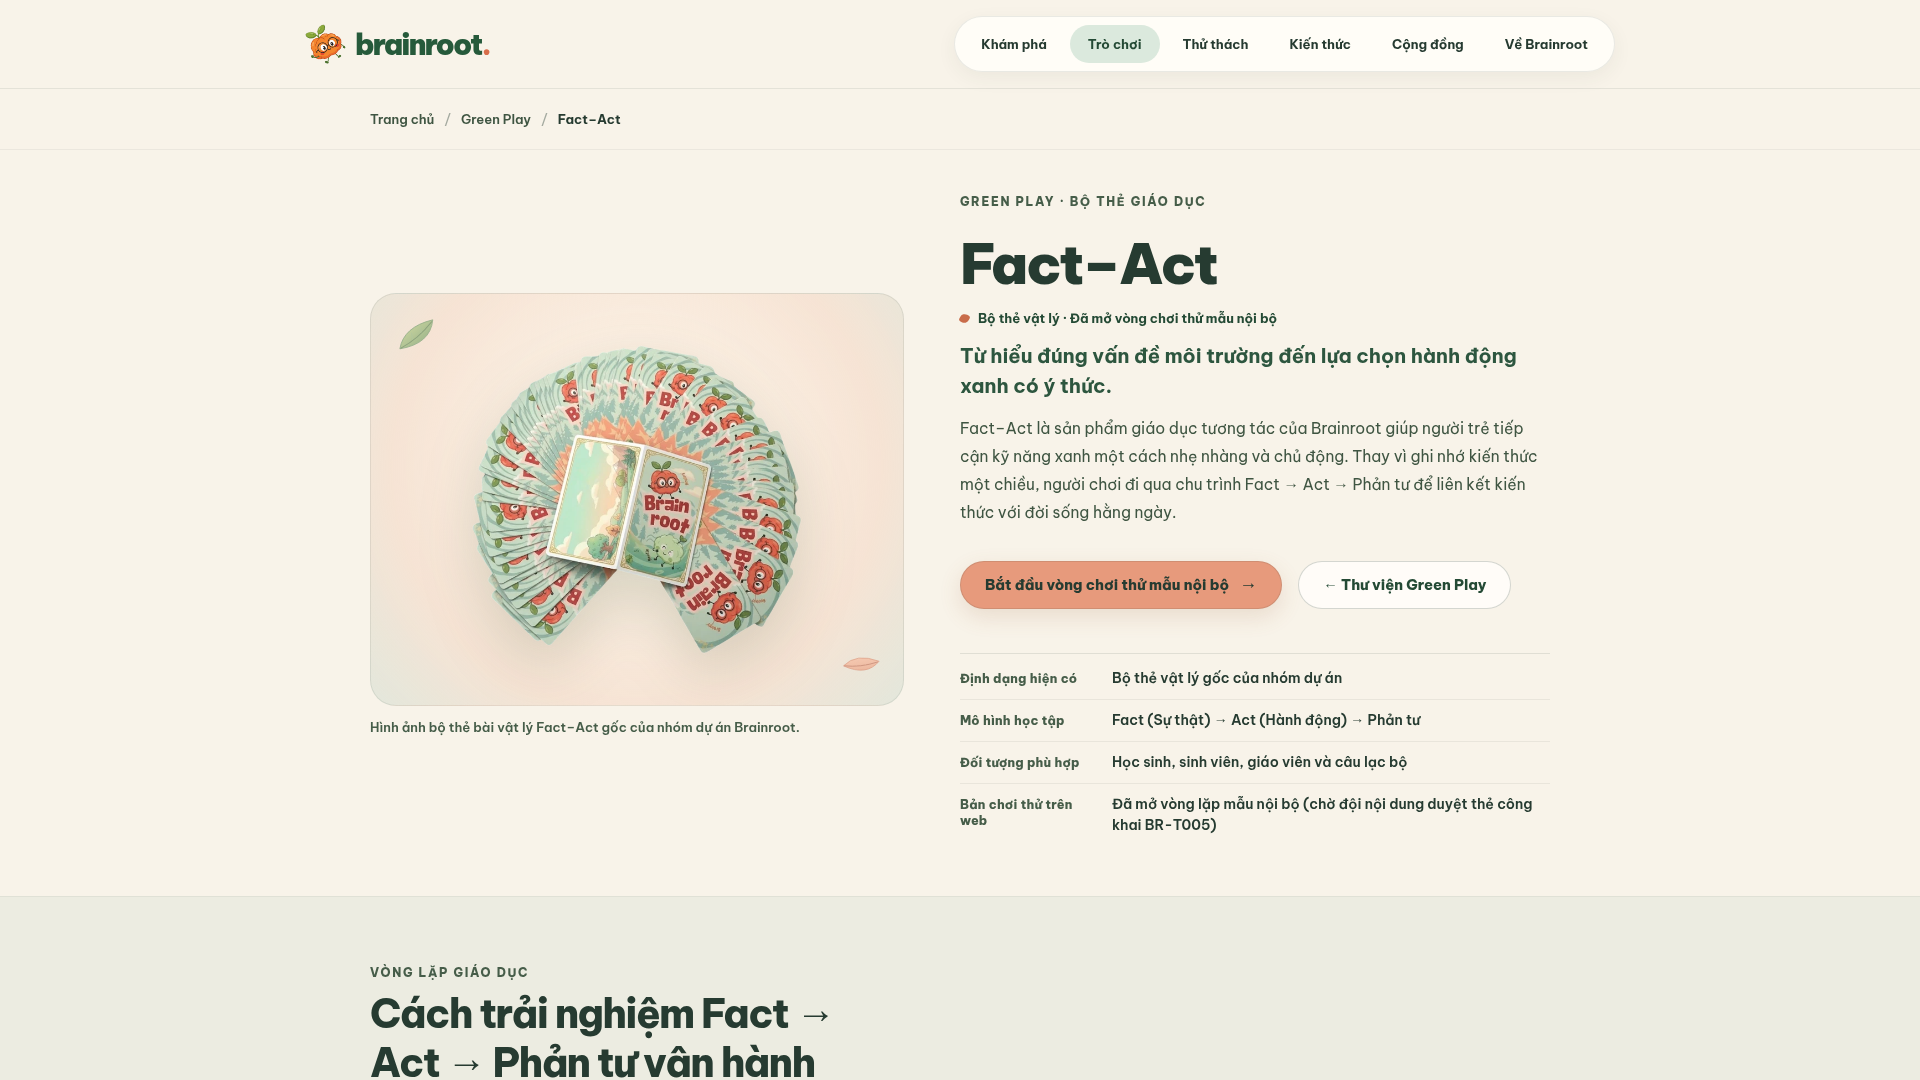 brainroot.
Khám phá
Trò chơi
Thử thách
Kiến thức
Cộng đồng
Về Brainroot
Trang chủ / Green Play / Fact–Act
GREEN PLAY · BỘ THẺ GIÁO DỤC
Fact–Act
Bộ thẻ vật lý · Đã mở vòng chơi thử mẫu nội bộ
Từ hiểu đúng vấn đề môi trường đến lựa chọn hành động
xanh có ý thức.
Fact–Act là sản phẩm giáo dục tương tác của Brainroot giúp người trẻ tiếp
cận kỹ năng xanh một cách nhẹ nhàng và chủ động. Thay vì ghi nhớ kiến thức
một chiều, người chơi đi qua chu trình Fact → Act → Phản tư để liên kết kiến
thức với đời sống hằng ngày.
Bắt đầu vòng chơi thử mẫu nội bộ →
← Thư viện Green Play
Định dạng hiện có
Bộ thẻ vật lý gốc của nhóm dự án
Mô hình học tập
Fact (Sự thật) → Act (Hành động) → Phản tư
Đối tượng phù hợp
Học sinh, sinh viên, giáo viên và câu lạc bộ
Bản chơi thử trên
web
Đã mở vòng lặp mẫu nội bộ (chờ đội nội dung duyệt thẻ công
khai BR-T005)
Brain
root
Hình ảnh bộ thẻ bài vật lý Fact–Act gốc của nhóm dự án Brainroot.
VÒNG LẶP GIÁO DỤC
Cách trải nghiệm Fact →
Act → Phản tư vận hành